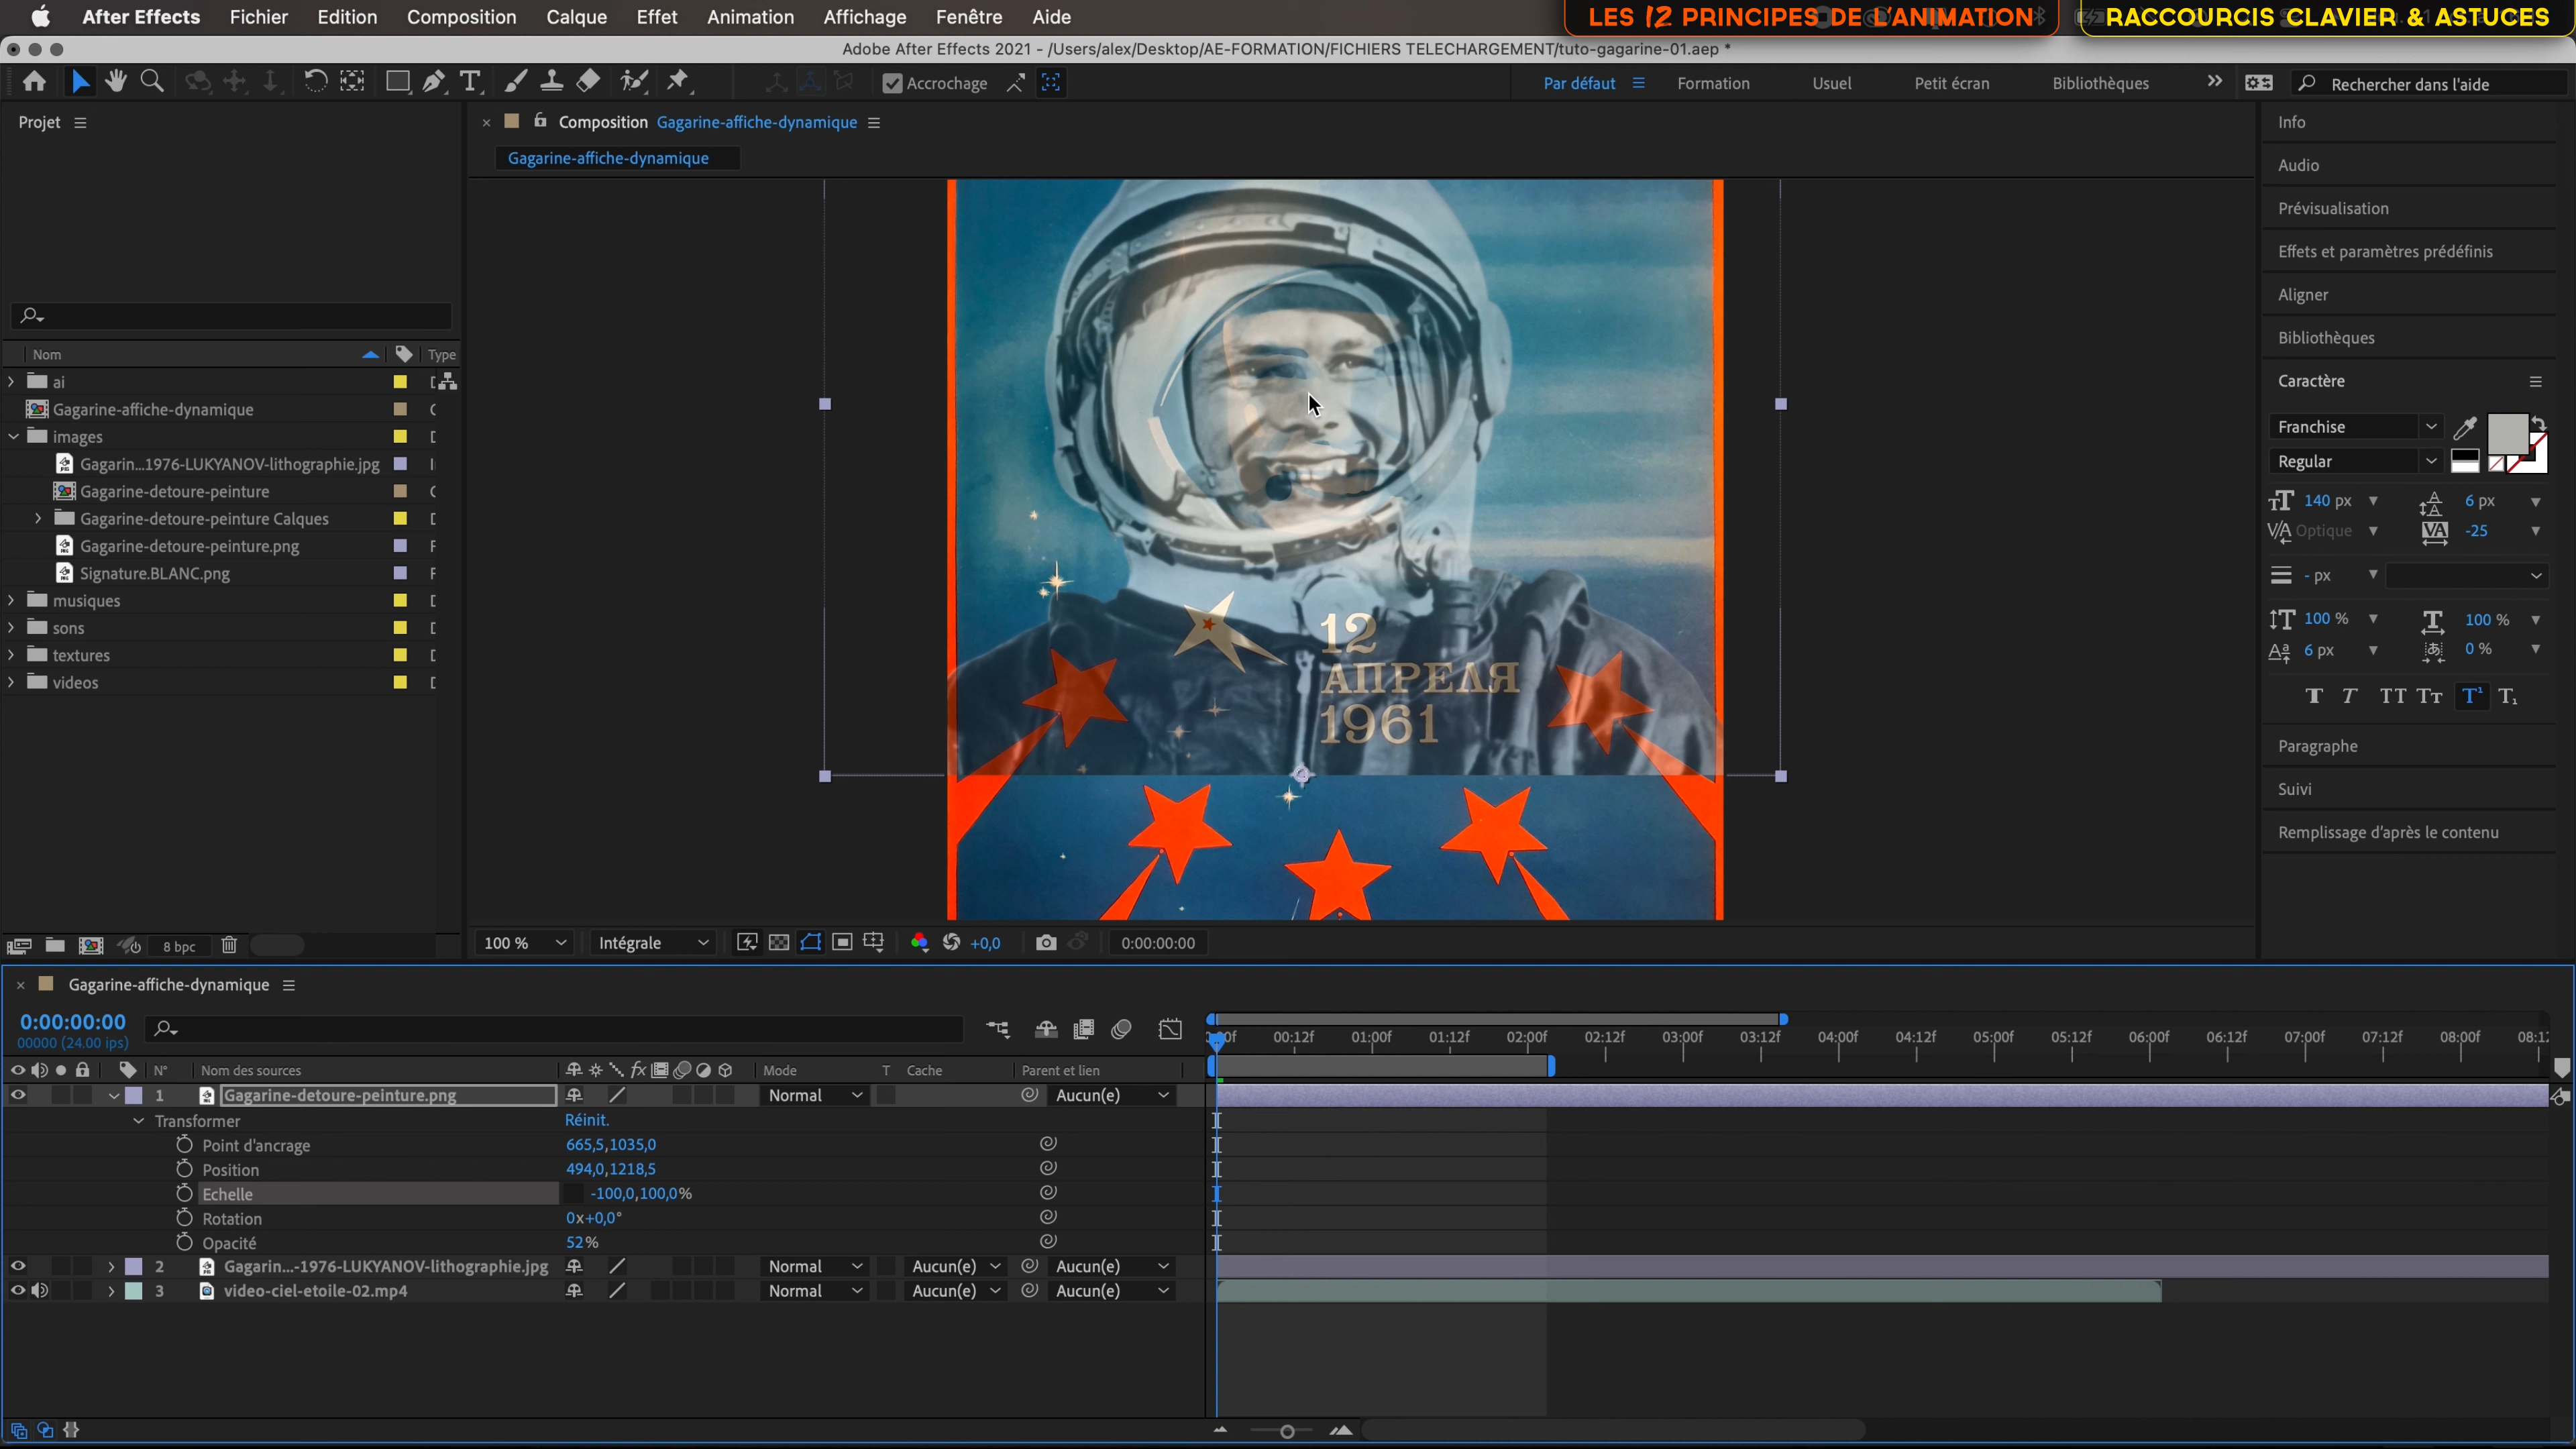 After Effects Fichier Edition Composition Calque Effet Animation Affichage Fenêtre Aide
LES 12 PRINCIPES DE L'ANIMATION
RACCOURCIS CLAVIER & ASTUCES
Adobe After Effects 2021 - /Users/alex/Desktop/AE-FORMATION/FICHIERS TELECHARGEMENT/tuto-gagarine-01.aep *
Accrochage
Par défaut Formation Usuel Petit écran Bibliothèques
Rechercher dans l'aide
Projet
Nom Type
ai
Gagarine-affiche-dynamique
images
Gagarin...1976-LUKYANOV-lithographie.jpg
Gagarine-detoure-peinture
Gagarine-detoure-peinture Calques
Gagarine-detoure-peinture.png
Signature.BLANC.png
musiques
sons
textures
videos
8 bpc
Composition Gagarine-affiche-dynamique
Gagarine-affiche-dynamique
12
АПРЕЛЯ
1961
100 % Intégrale +0,0 0:00:00:00
Info
Audio
Prévisualisation
Effets et paramètres prédéfinis
Aligner
Bibliothèques
Caractère
Franchise
Regular
140 px 6 px
Optique -25
- px
100 % 100 %
6 px 0 %
Paragraphe
Suivi
Remplissage d'après le contenu
Gagarine-affiche-dynamique
0:00:00:00
00000 (24.00 ips)
00:12f 01:00f 01:12f 02:00f 02:12f 03:00f 03:12f 04:00f 04:12f 05:00f 05:12f 06:00f 06:12f 07:00f 07:12f 08:00f
N° Nom des sources Mode T Cache Parent et lien
1 Gagarine-detoure-peinture.png Normal Aucun(e)
Transformer Réinit.
Point d'ancrage 665,5,1035,0
Position 494,0,1218,5
Echelle -100,0,100,0%
Rotation 0x+0,0°
Opacité 52%
2 Gagarin...-1976-LUKYANOV-lithographie.jpg Normal Aucun(e) Aucun(e)
3 video-ciel-etoile-02.mp4 Normal Aucun(e) Aucun(e)